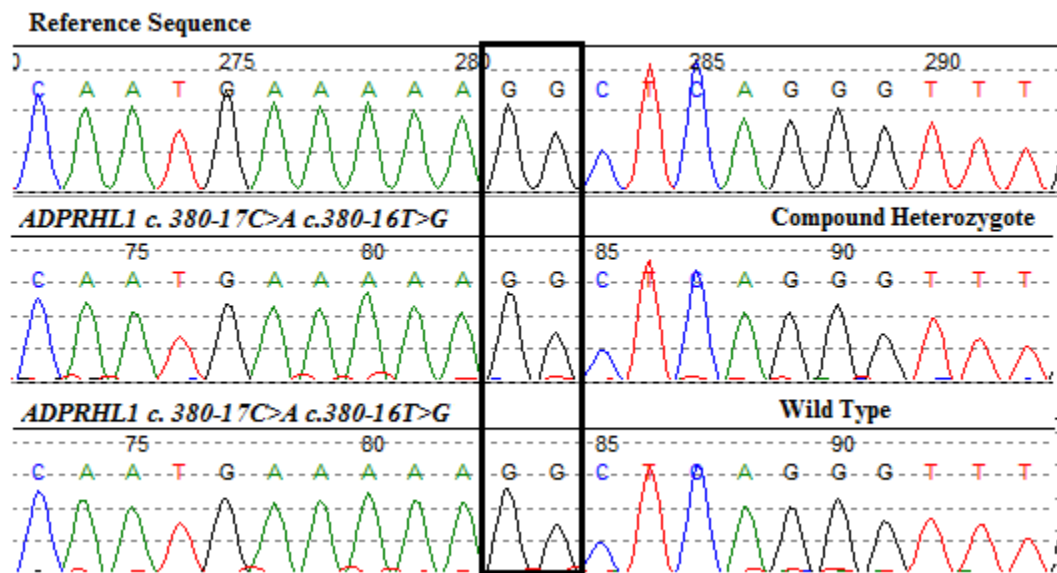 Reference Sequence
0 275 280 285 290
C A A T G A A A A A G G C T C A G G G T T T
ADPRHL1 c. 380-17C>A c.380-16T>G Compound Heterozygote
75 80 85 90
C A A T G A A A A A G G C T C A G G G T T T
ADPRHL1 c. 380-17C>A c.380-16T>G Wild Type
75 80 85 90
C A A T G A A A A A G G C T C A G G G T T T